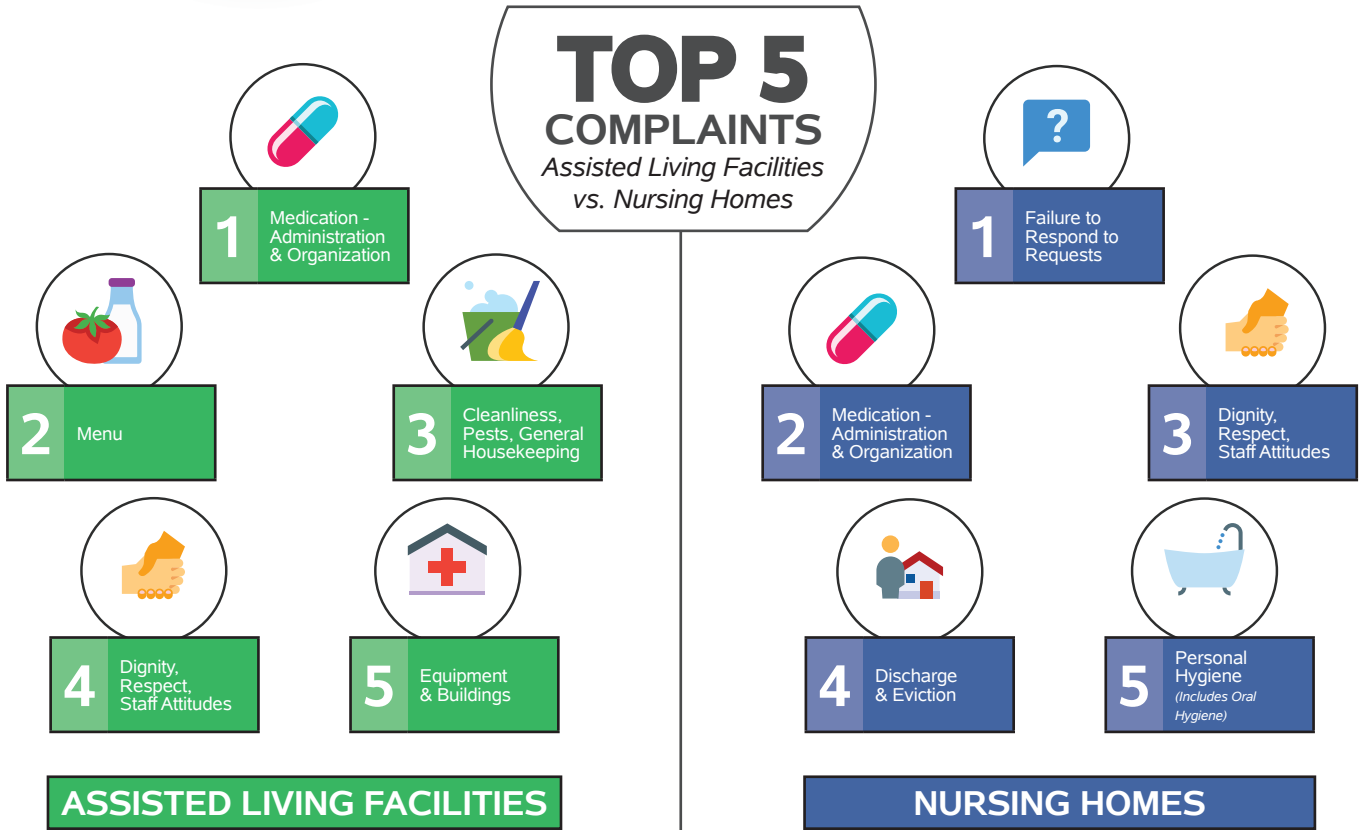 TOP 5
COMPLAINTS
Assisted Living Facilities
vs. Nursing Homes
1
Medication -
Administration
& Organization
2
Menu
3
Cleanliness,
Pests, General
Housekeeping
4
Dignity,
Respect,
Staff Attitudes
5
Equipment
& Buildings
ASSISTED LIVING FACILITIES
?
1
Failure to
Respond to
Requests
2
Medication -
Administration
& Organization
3
Dignity,
Respect,
Staff Attitudes
4
Discharge
& Eviction
5
Personal
Hygiene
(Includes Oral
Hygiene)
NURSING HOMES